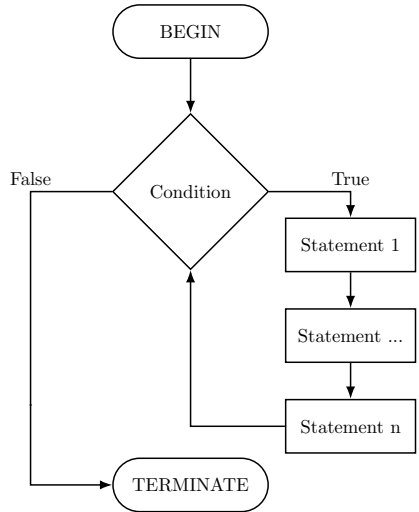 BEGIN
False
True
Condition
Statement 1
Statement ...
Statement n
TERMINATE